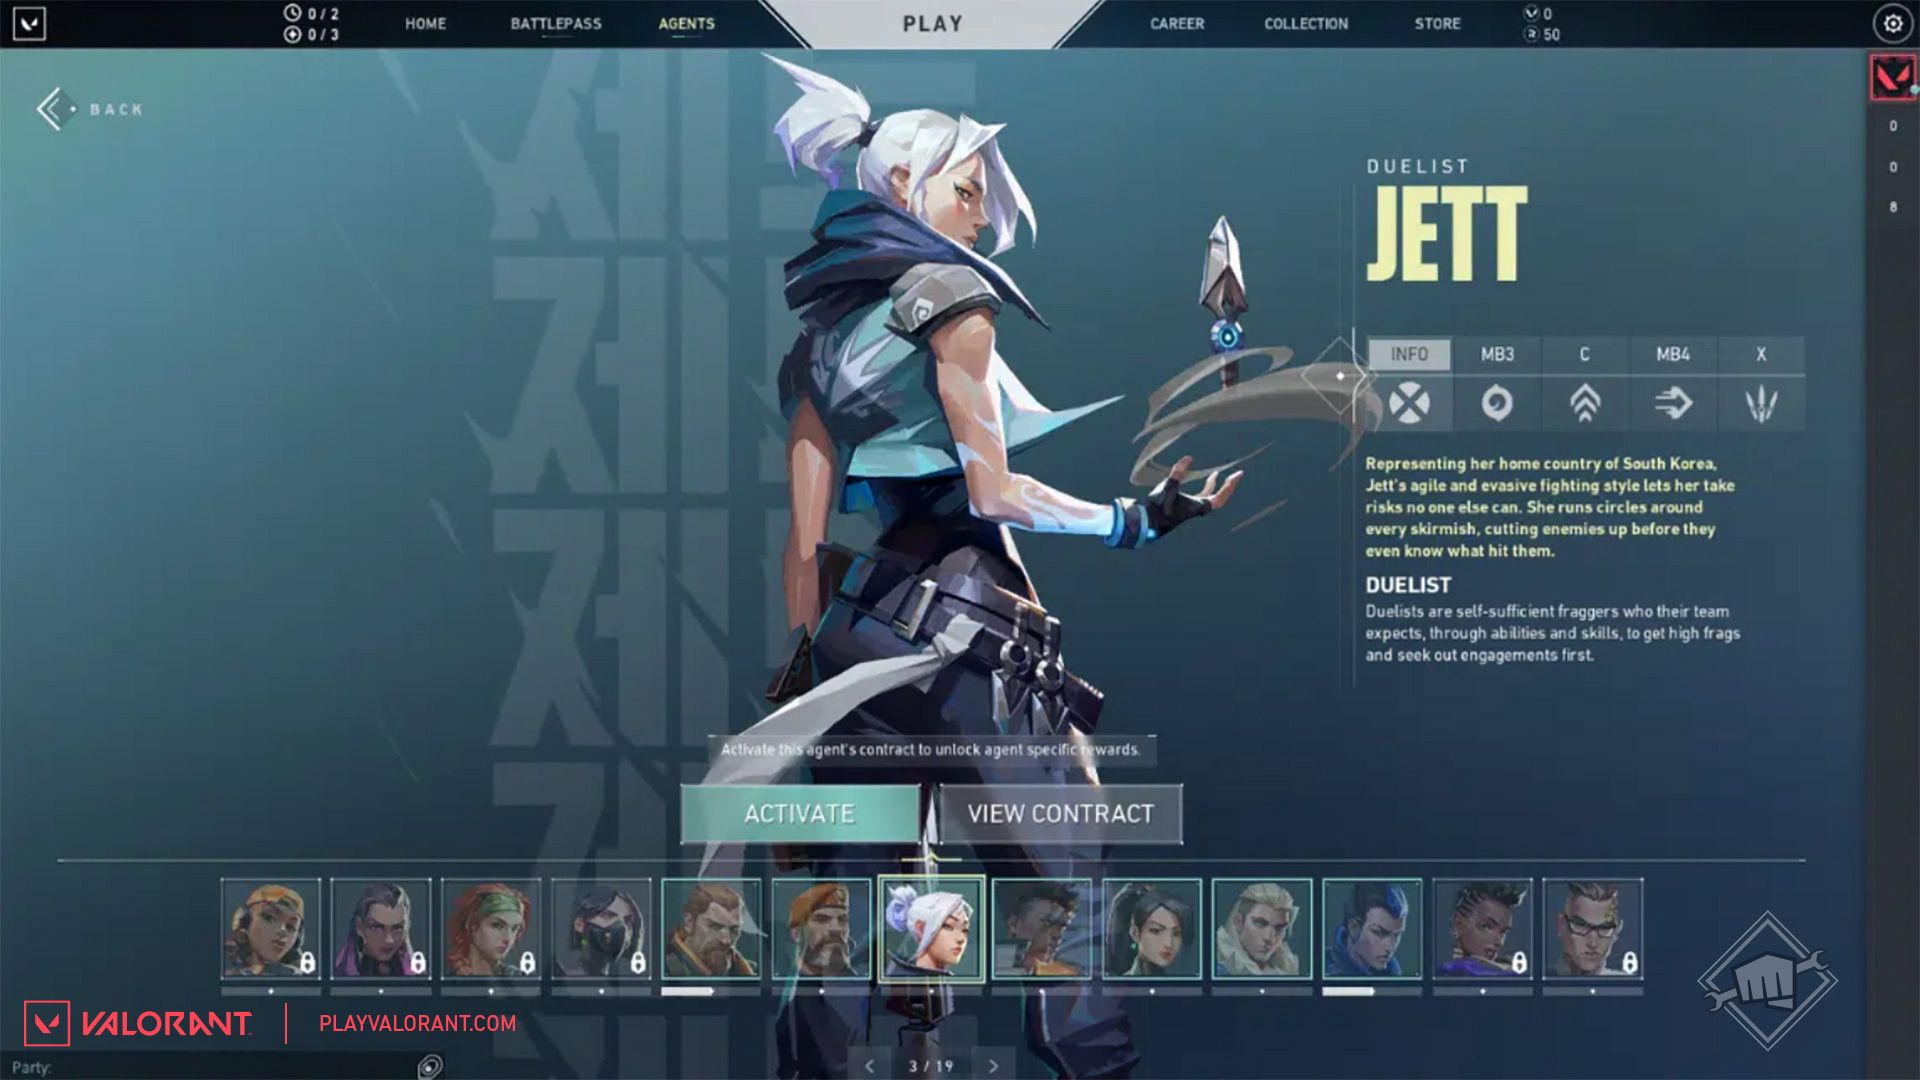 0 / 2
0 / 3
HOME
BATTLEPASS
AGENTS
PLAY
CAREER
COLLECTION
STORE
0
50
BACK
0
0
8
DUELIST
JETT
INFO
MB3
C
MB4
X
Representing her home country of South Korea,
Jett's agile and evasive fighting style lets her take
risks no one else can. She runs circles around
every skirmish, cutting enemies up before they
even know what hit them.
DUELIST
Duelists are self-sufficient fraggers who their team
expects, through abilities and skills, to get high frags
and seek out engagements first.
제트
제
제
제
Activate this agent's contract to unlock agent specific rewards.
ACTIVATE
VIEW CONTRACT
VALORANT
PLAYVALORANT.COM
Party:
3 / 19